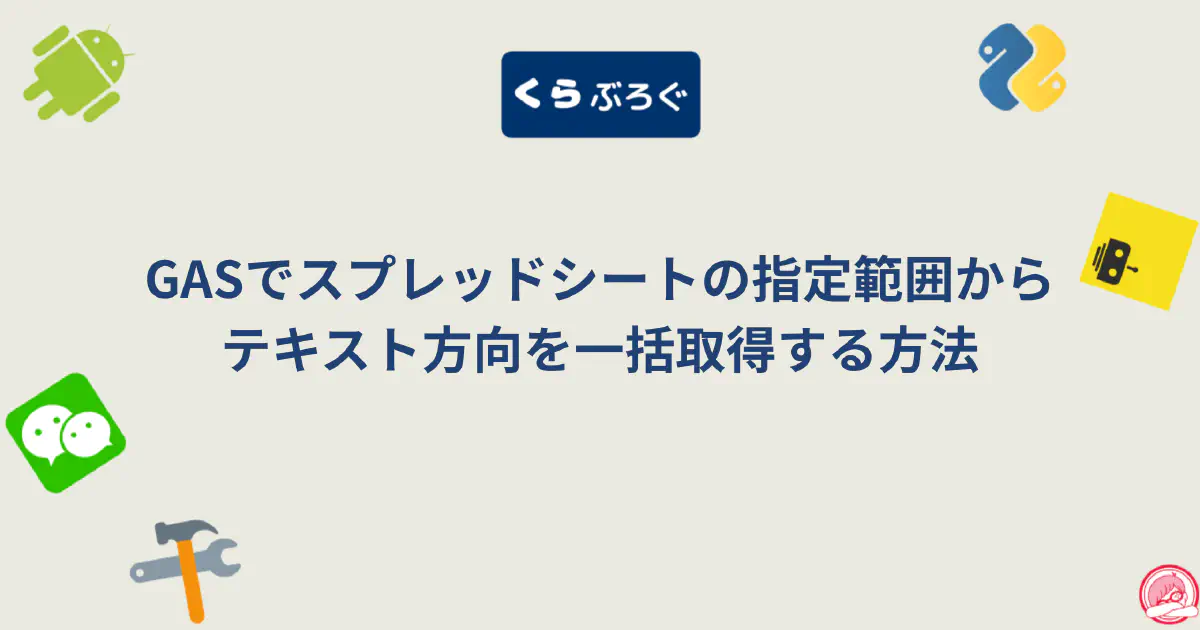 くらぶろぐ
GASでスプレッドシートの指定範囲から
テキスト方向を一括取得する方法